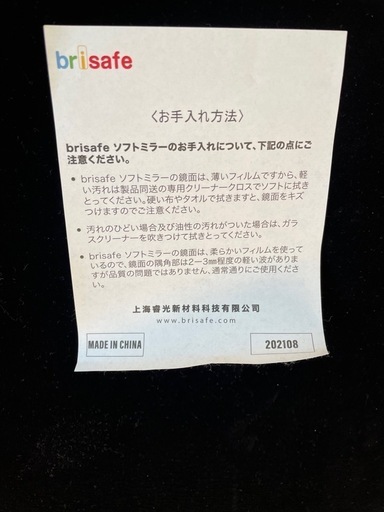 brisafe
〈お手入れ方法〉
brisafe ソフトミラーのお手入れについて、下記の点にご
注意ください。
● brisafe ソフトミラーの鏡面は、薄いフィルムですから、軽
い汚れは製品同送の専用クリーナークロスでソフトに拭き
とってください。硬い布やタオルで拭きますと、鏡面をキズ
つけますのでご注意ください。
● 汚れのひどい場合及び油性の汚れがついた場合は、ガラ
スクリーナーを吹きつけて拭きとってください。
● brisafe ソフトミラーの鏡面は、柔らかいフィルムを使って
いるので、鏡面の隅角部は2ー3㎜程度の軽い波がありま
すが品質の問題ではありません、通常通りにご使用くださ
い。
上海睿光新材料科技有限公司
www.brisafe.com
MADE IN CHINA
202108